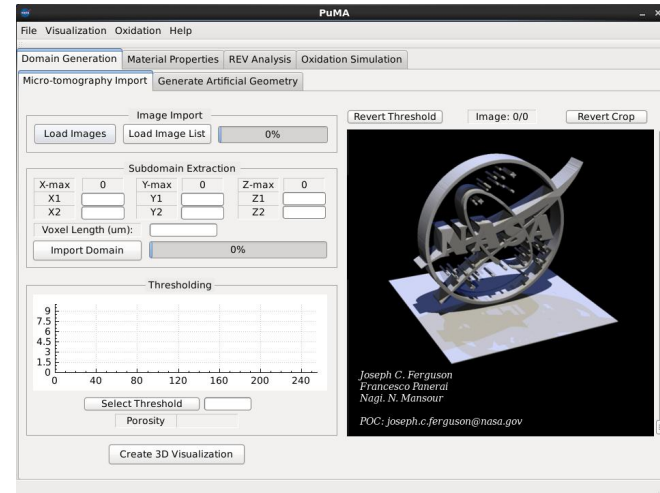 PuMA
File Visualization Oxidation Help
Domain Generation Material Properties REV Analysis Oxidation Simulation
Micro-tomography Import Generate Artificial Geometry
Image Import
Load Images Load Image List 0%
Subdomain Extraction
X-max 0 Y-max 0 Z-max 0
X1 Y1 Z1
X2 Y2 Z2
Voxel Length (um):
Import Domain 0%
Thresholding
9
7.5
6
4.5
3
1.5
0
0 40 80 120 160 200 240
Select Threshold
Porosity
Create 3D Visualization
Revert Threshold Image: 0/0 Revert Crop
NASA
Joseph C. Ferguson
Francesco Panerai
Nagi. N. Mansour
POC: joseph.c.ferguson@nasa.gov